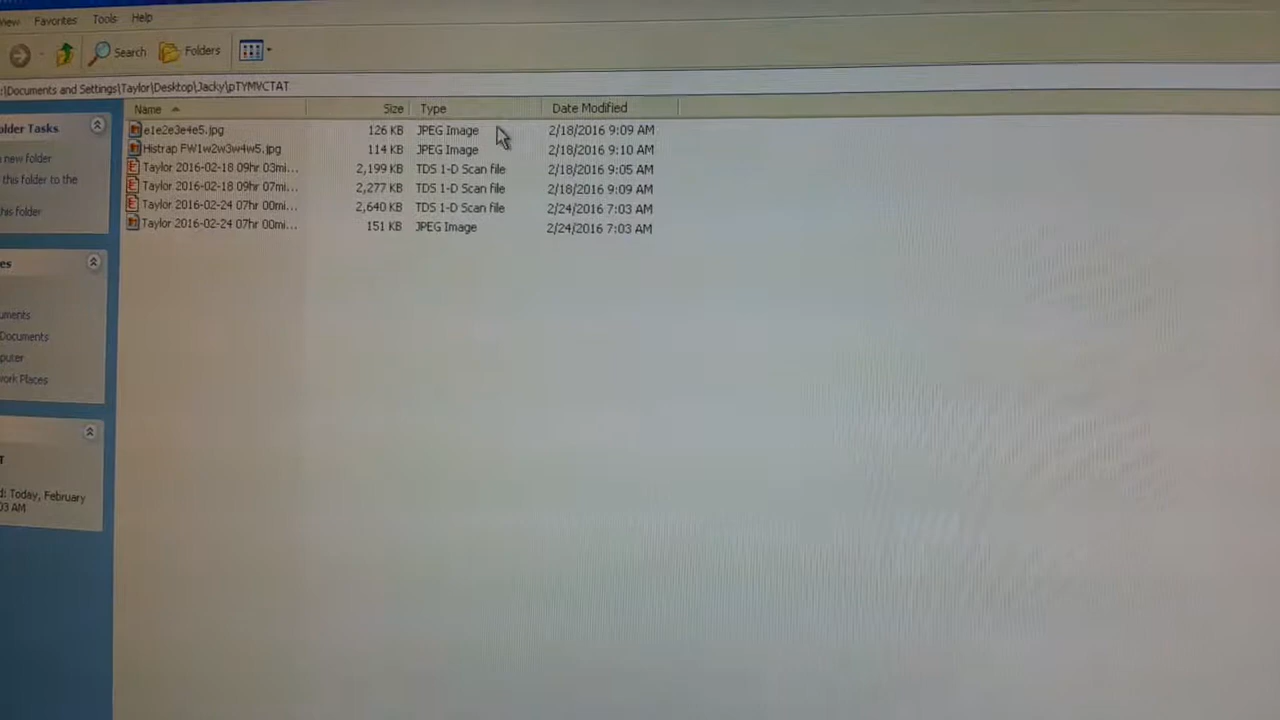 View Favorites Tools Help
Search Folders
:\Documents and Settings\Taylor\Desktop\Jacky\pTYMVCTAT
Name Size Type Date Modified
e1e2e3e4e5.jpg 126 KB JPEG Image 2/18/2016 9:09 AM
Histrap FW1w2w3w4w5.jpg 114 KB JPEG Image 2/18/2016 9:10 AM
Taylor 2016-02-18 09hr 03mi... 2,199 KB TDS 1-D Scan file 2/18/2016 9:05 AM
Taylor 2016-02-18 09hr 07mi... 2,277 KB TDS 1-D Scan file 2/18/2016 9:09 AM
Taylor 2016-02-24 07hr 00mi... 2,640 KB TDS 1-D Scan file 2/24/2016 7:03 AM
Taylor 2016-02-24 07hr 00mi... 151 KB JPEG Image 2/24/2016 7:03 AM
older Tasks
new folder
this folder to the
his folder
es
uments
Documents
puter
work Places
T
d: Today, February
03 AM